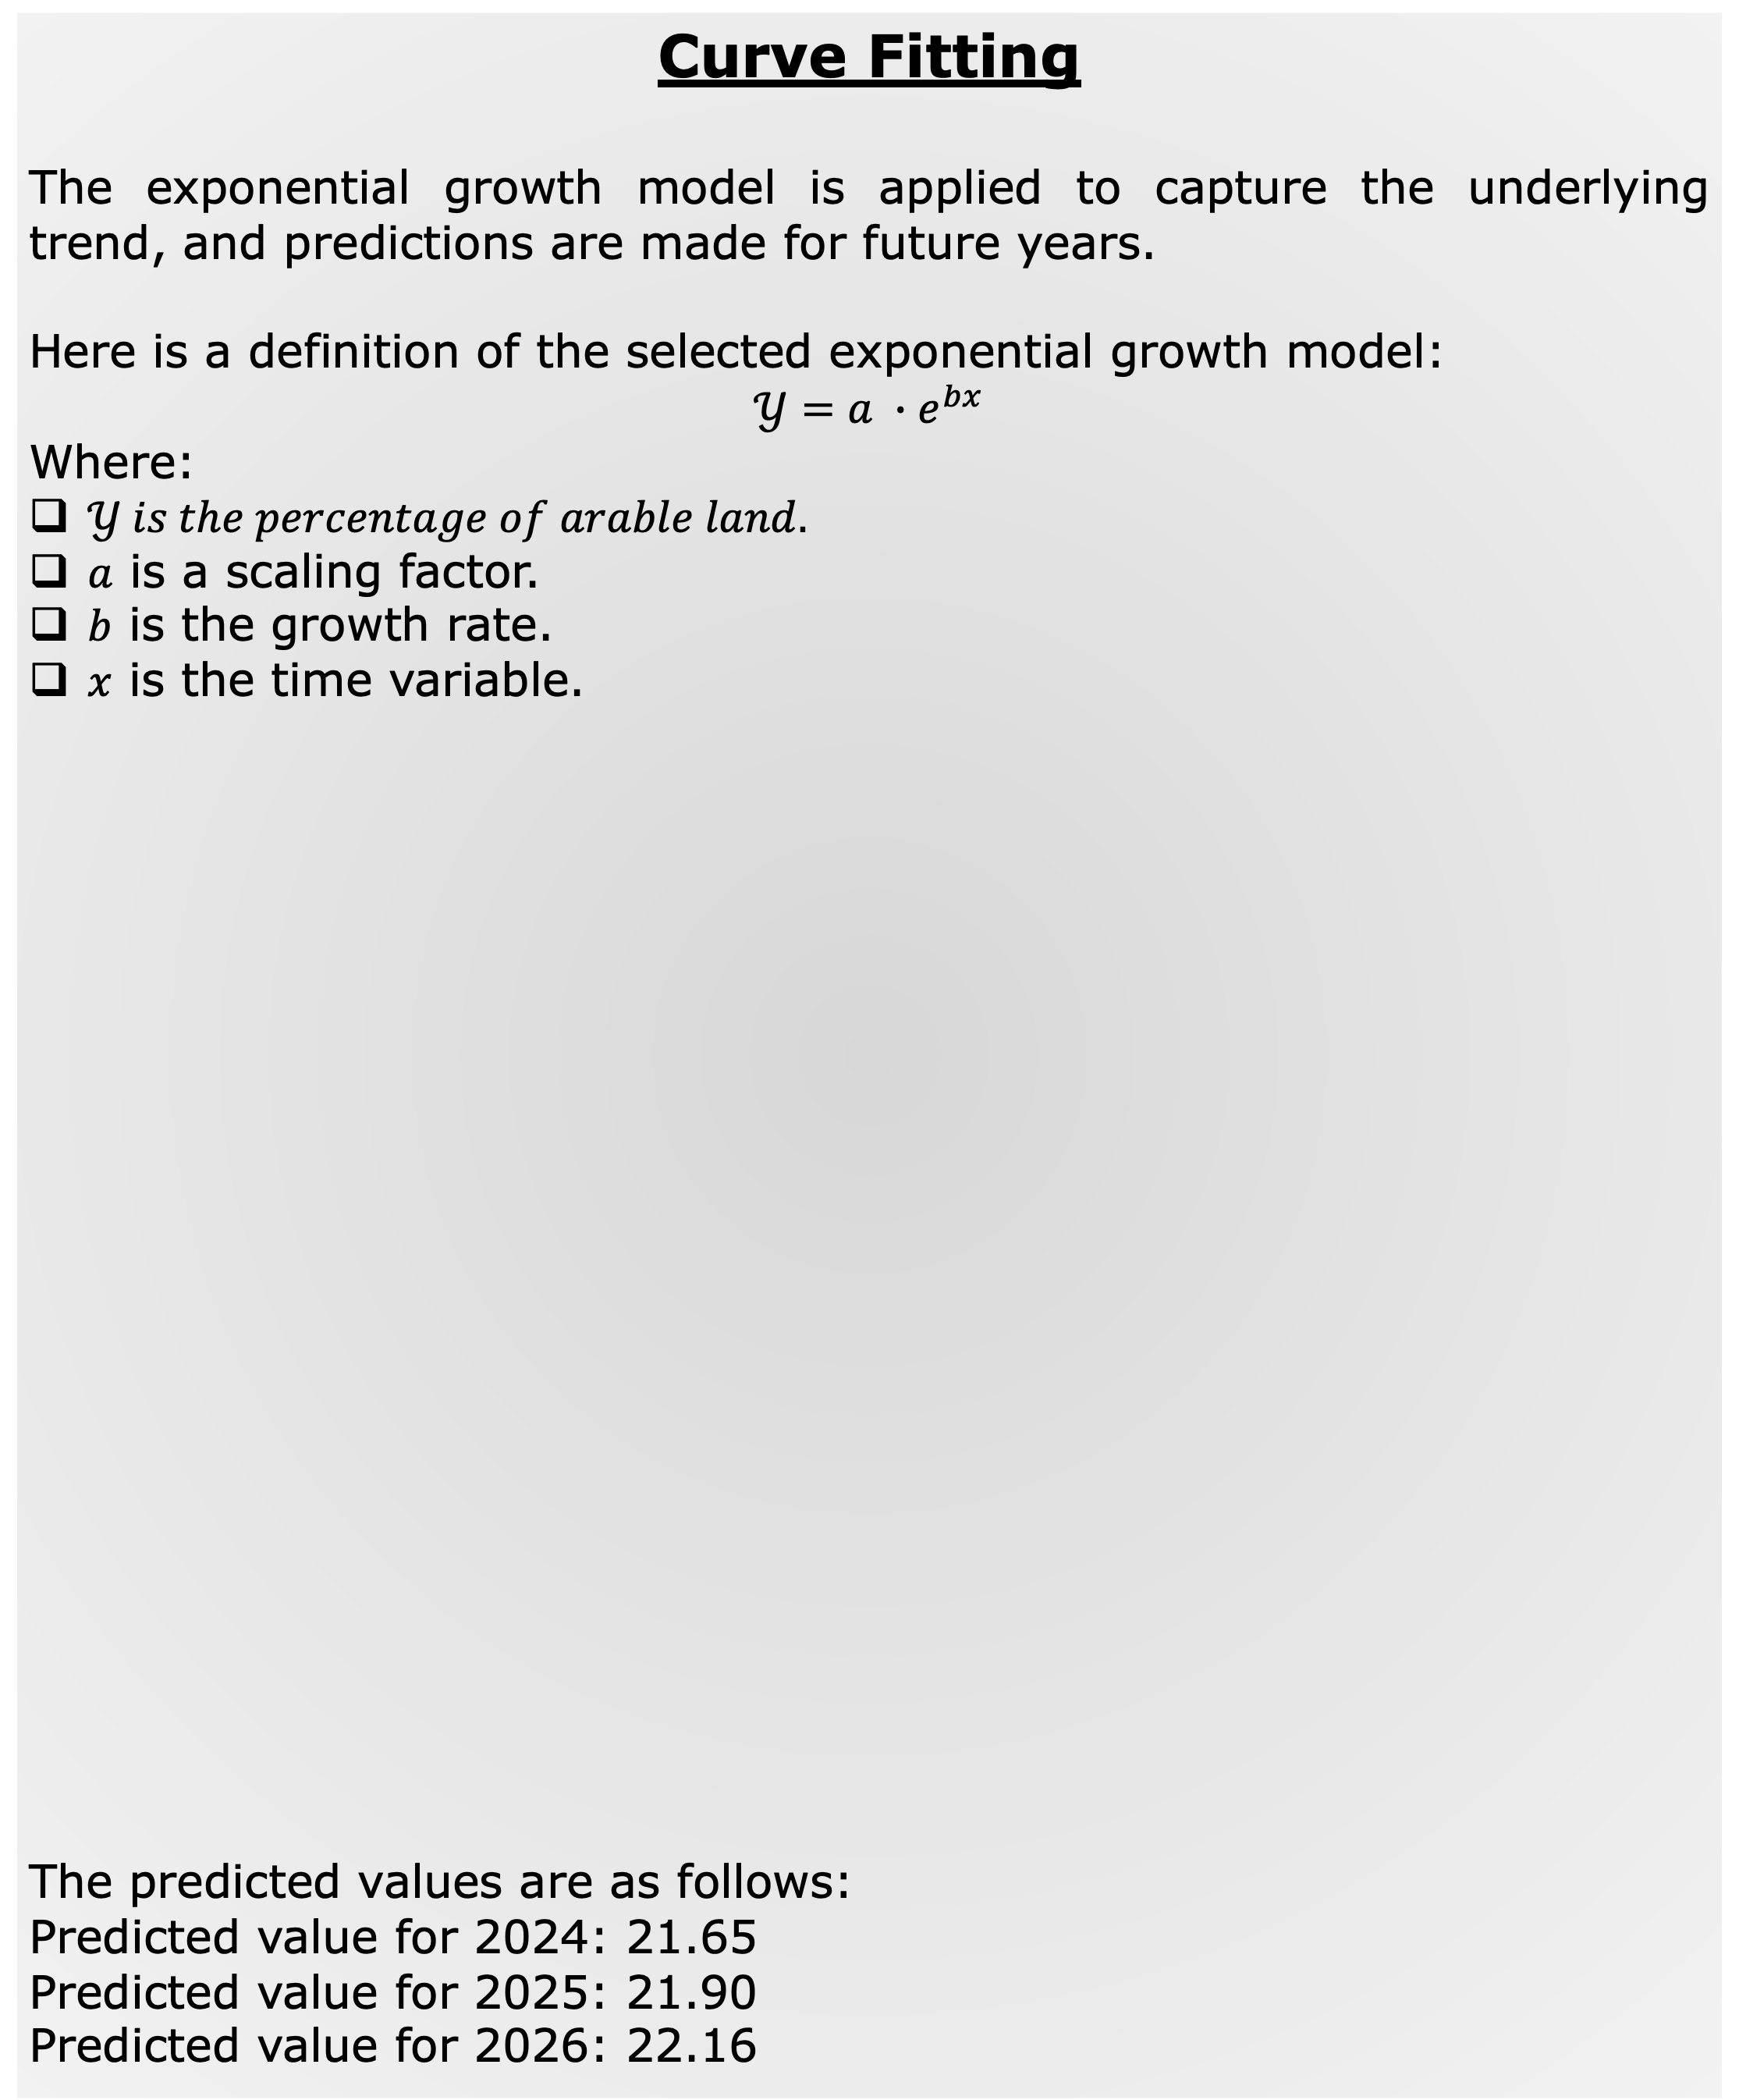 Curve Fitting
The exponential growth model is applied to capture the underlying
trend, and predictions are made for future years.
Here is a definition of the selected exponential growth model:
𝒴 = 𝑎 · 𝑒^𝑏𝑥
Where:
❑ 𝒴 𝑖𝑠 𝑡ℎ𝑒 𝑝𝑒𝑟𝑐𝑒𝑛𝑡𝑎𝑔𝑒 𝑜𝑓 𝑎𝑟𝑎𝑏𝑙𝑒 𝑙𝑎𝑛𝑑.
❑ 𝑎 is a scaling factor.
❑ 𝑏 is the growth rate.
❑ 𝑥 is the time variable.
The predicted values are as follows:
Predicted value for 2024: 21.65
Predicted value for 2025: 21.90
Predicted value for 2026: 22.16